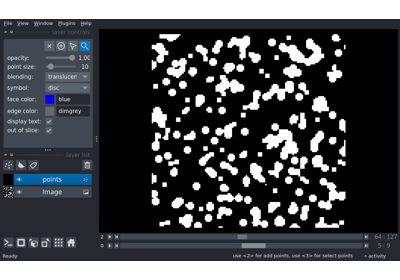 File View Window Plugins Help
layer controls
opacity: 1.00
point size: 10
blending: translucen
symbol: disc
face color: blue
edge color: dimgrey
display text:
out of slice:
layer list
points
Image
2 64 127
0 5 9
Ready use <2> for add points, use <3> for select points activity